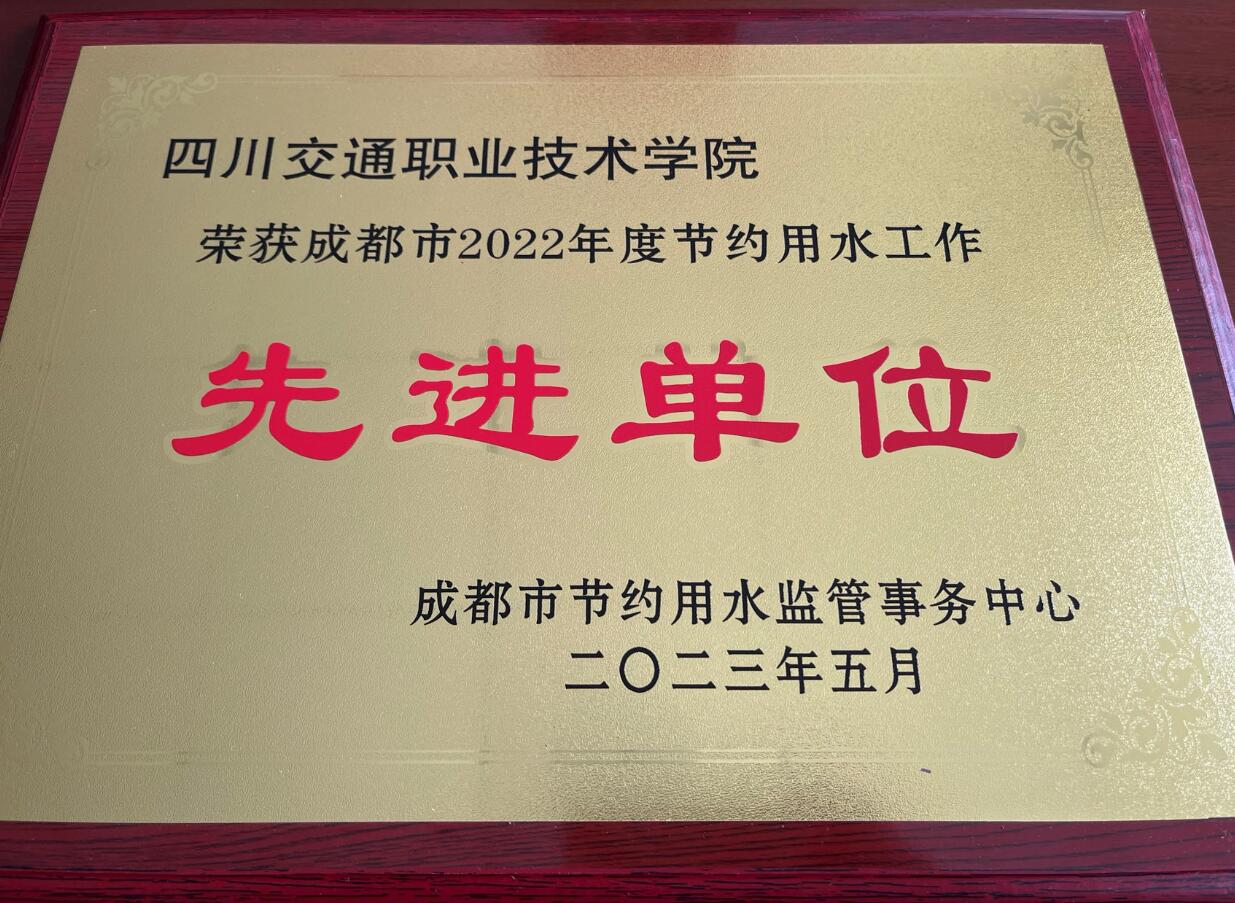 四川交通职业技术学院
荣获成都市2022年度节约用水工作
先进单位
成都市节约用水监管事务中心
二〇二三年五月